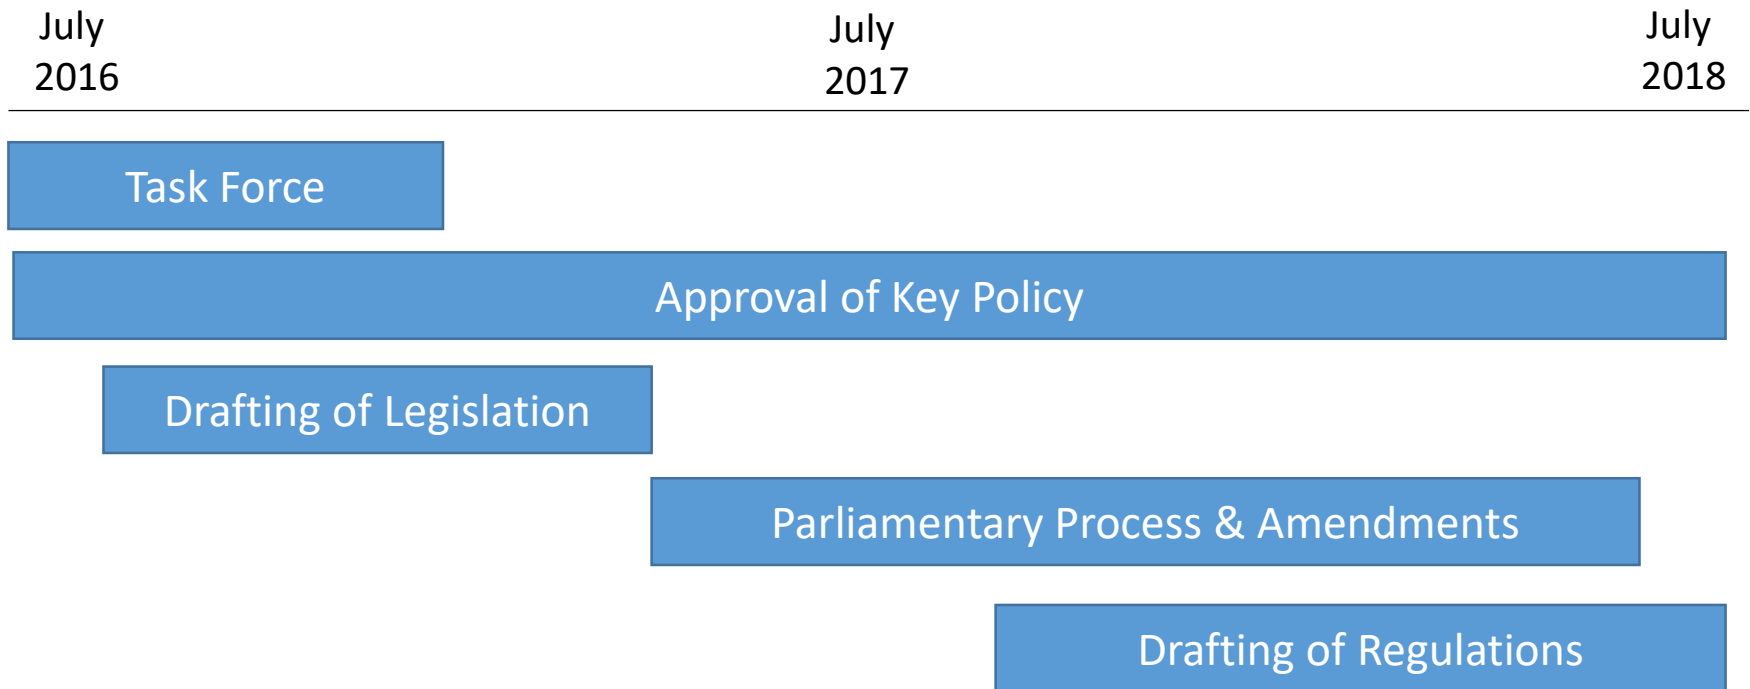 July
2016
July
2017
July
2018
Task Force
Approval of Key Policy
Drafting of Legislation
Parliamentary Process & Amendments
Drafting of Regulations